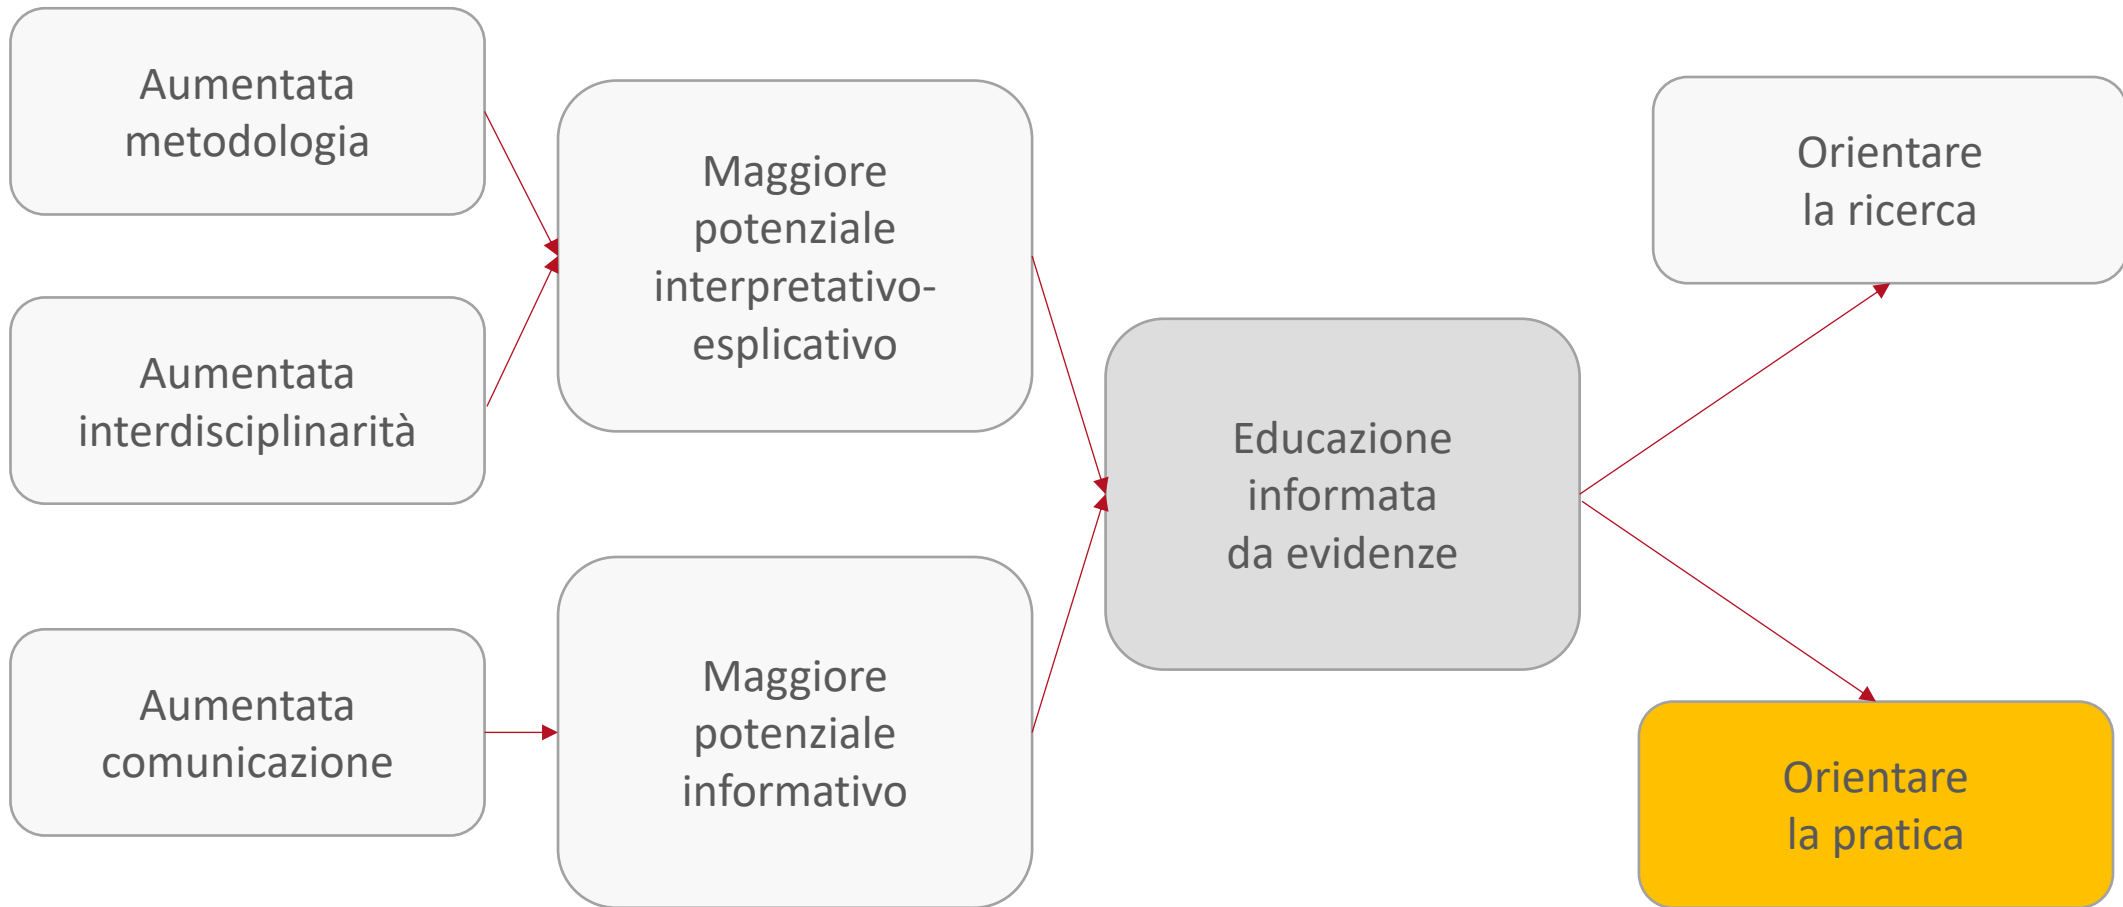 Aumentata
metodologia
Aumentata
interdisciplinarità
Aumentata
comunicazione
Maggiore
potenziale
interpretativo-
esplicativo
Maggiore
potenziale
informativo
Educazione
informata
da evidenze
Orientare
la ricerca
Orientare
la pratica